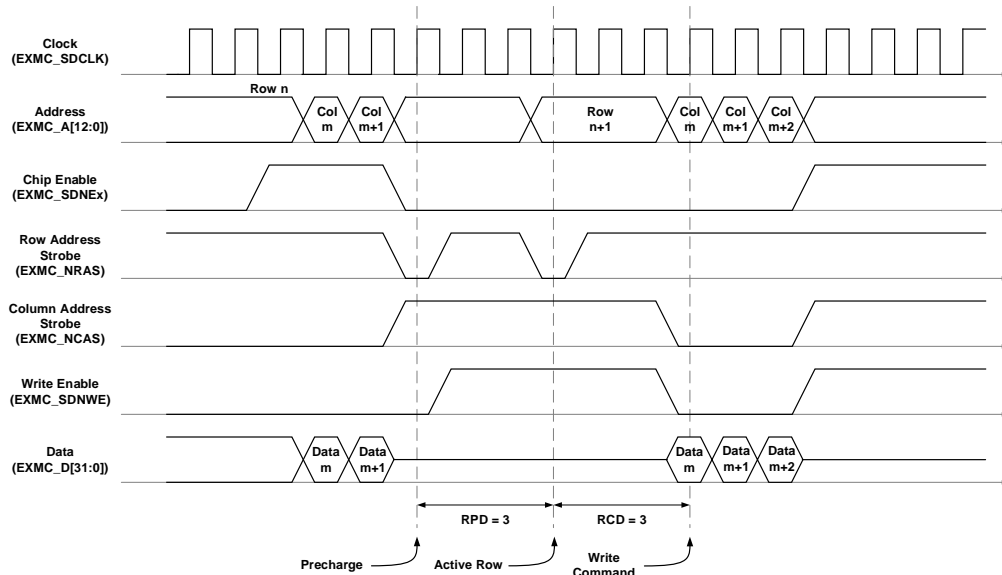 Clock
(EXMC_SDCLK)
Row n
Address
(EXMC_A[12:0])
Col
m
Col
m+1
Row
n+1
Col
m
Col
m+1
Col
m+2
Chip Enable
(EXMC_SDNEx)
Row Address
Strobe
(EXMC_NRAS)
Column Address
Strobe
(EXMC_NCAS)
Write Enable
(EXMC_SDNWE)
Data
(EXMC_D[31:0])
Data
m
Data
m+1
Data
m
Data
m+1
Data
m+2
RPD = 3
RCD = 3
Precharge
Active Row
Write
Command